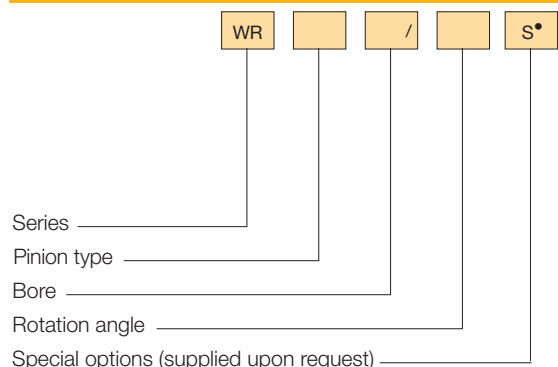 WR / S•
Series
Pinion type
Bore
Rotation angle
Special options (supplied upon request)